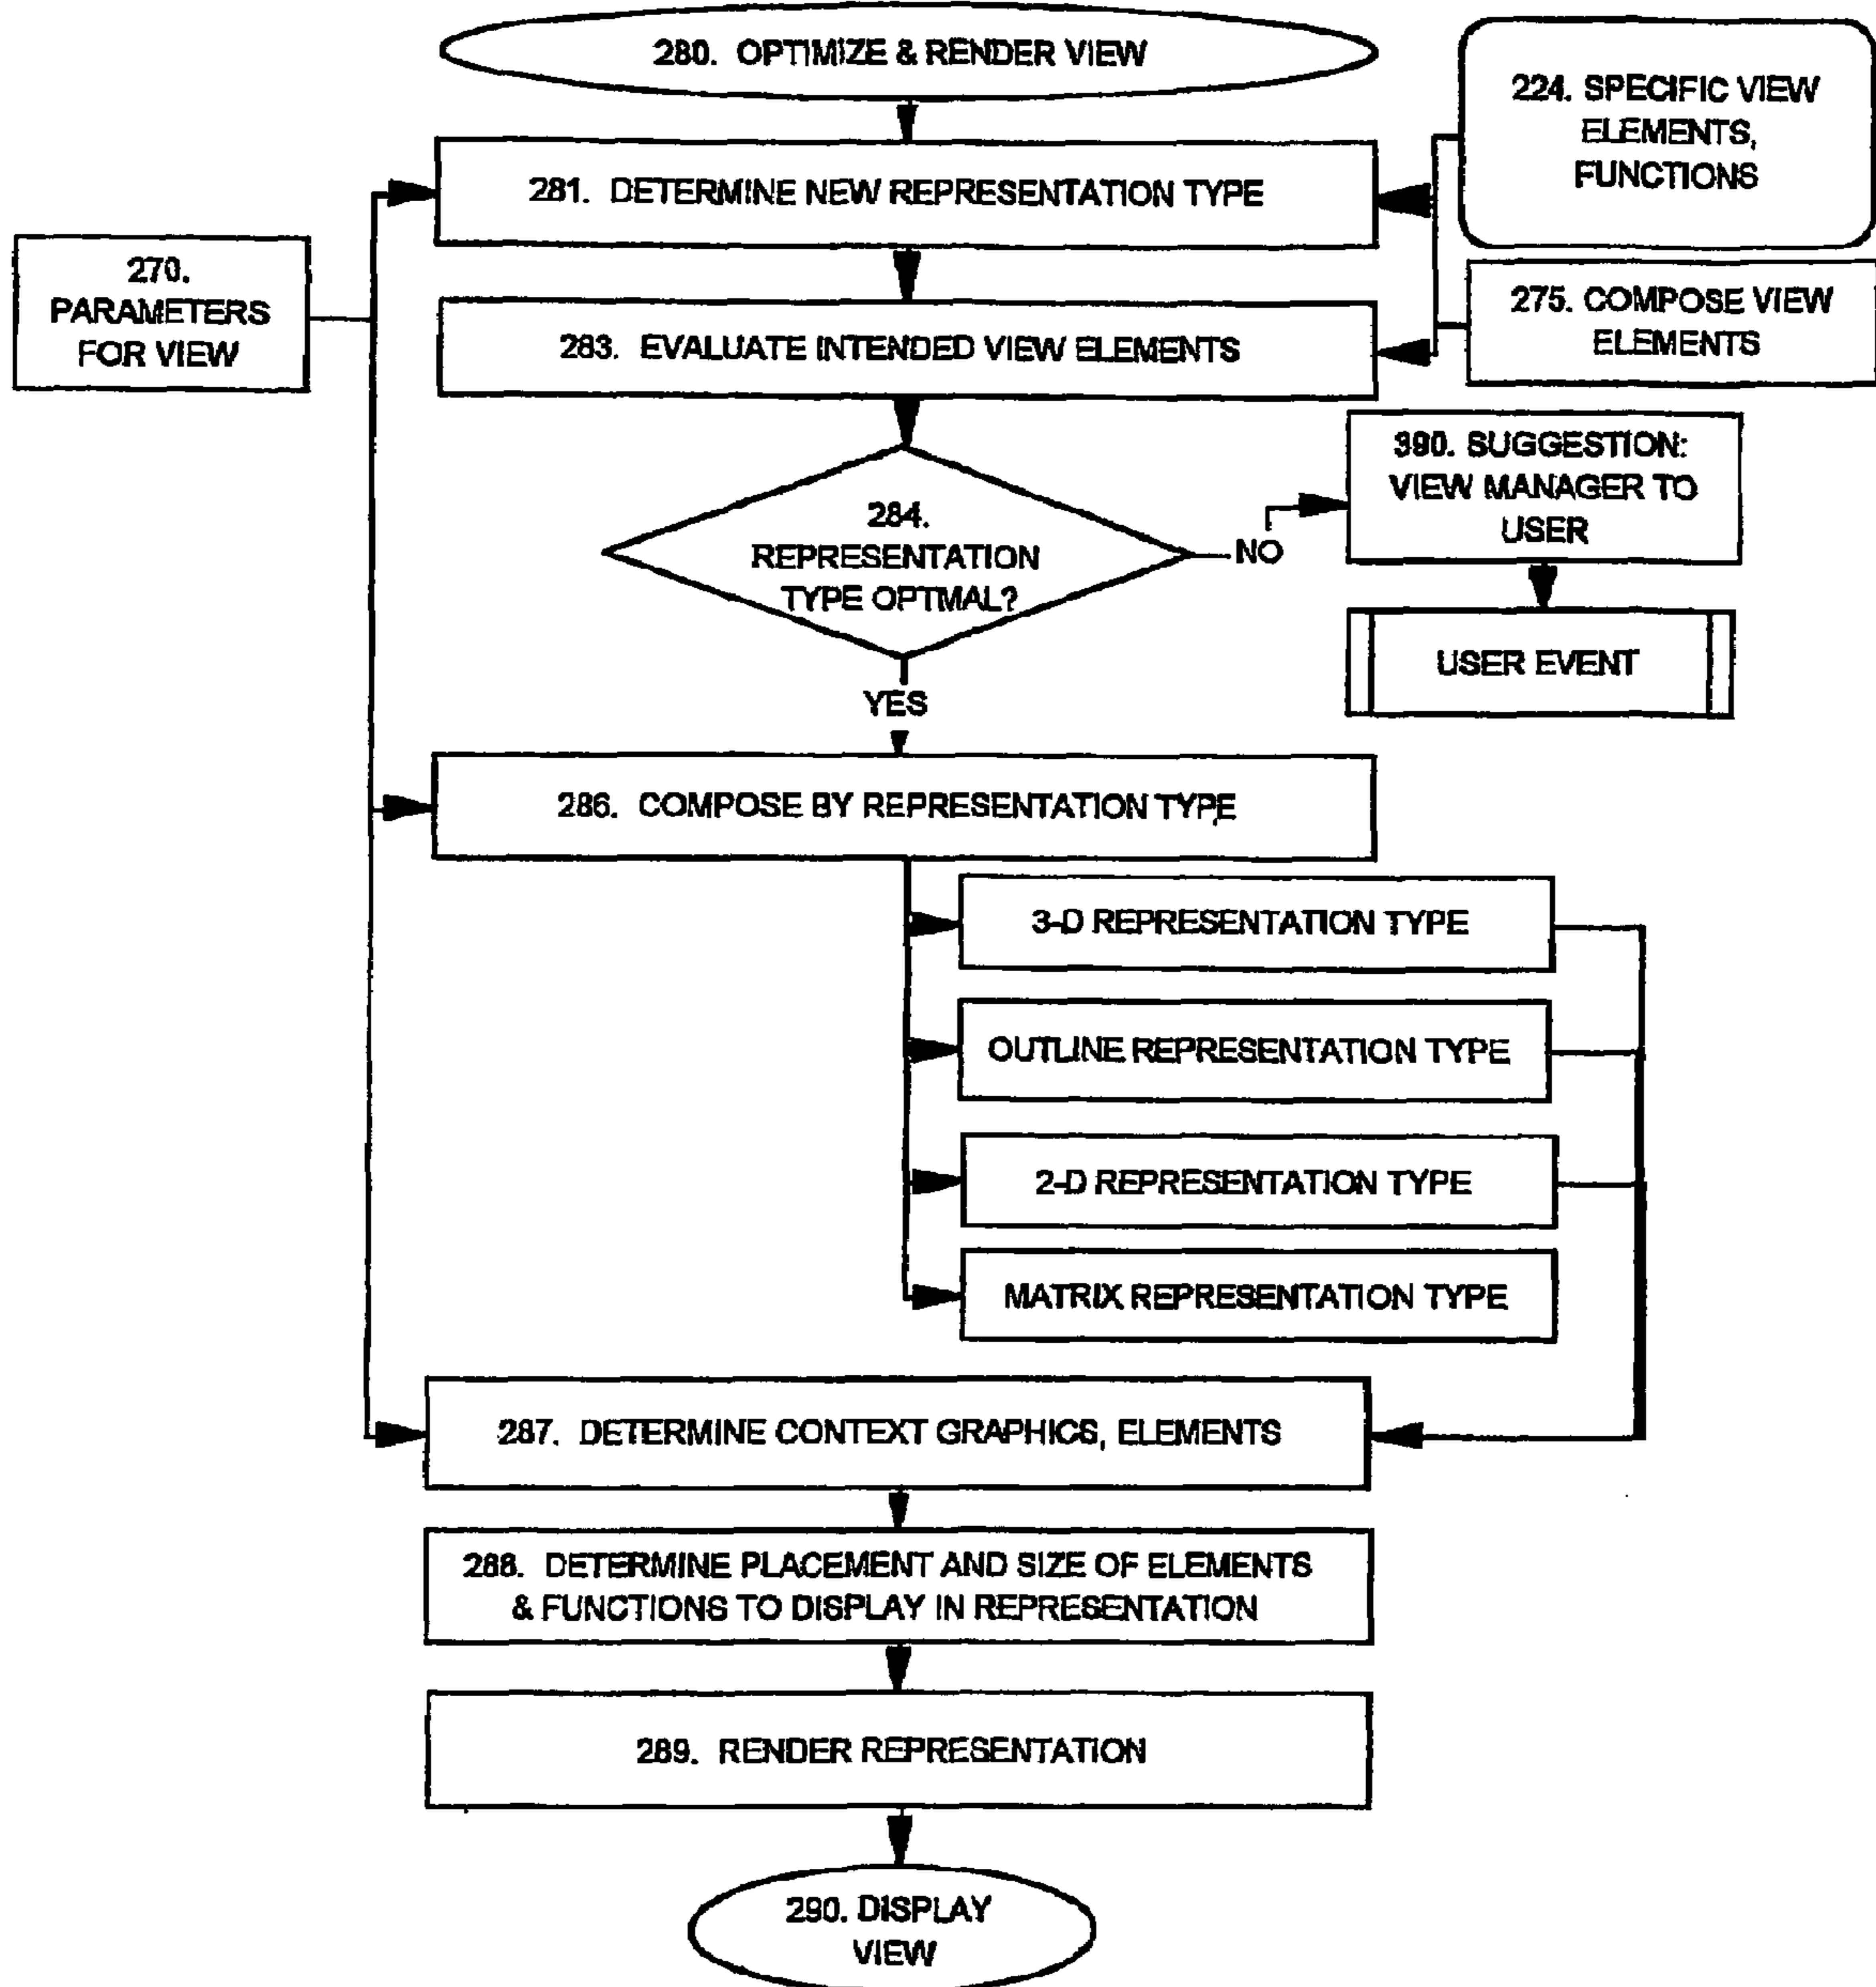 280. OPTIMIZE & RENDER VIEW
224. SPECIFIC VIEW
ELEMENTS,
FUNCTIONS
281. DETERMINE NEW REPRESENTATION TYPE
270.
PARAMETERS
FOR VIEW
275. COMPOSE VIEW
ELEMENTS
283. EVALUATE INTENDED VIEW ELEMENTS
390. SUGGESTION:
VIEW MANAGER TO
USER
284.
REPRESENTATION
TYPE OPTMAL?
NO
USER EVENT
YES
286. COMPOSE BY REPRESENTATION TYPE
3-D REPRESENTATION TYPE
OUTLINE REPRESENTATION TYPE
2-D REPRESENTATION TYPE
MATRIX REPRESENTATION TYPE
287. DETERMINE CONTEXT GRAPHICS, ELEMENTS
288. DETERMINE PLACEMENT AND SIZE OF ELEMENTS
& FUNCTIONS TO DISPLAY IN REPRESENTATION
289. RENDER REPRESENTATION
290. DISPLAY
VIEW